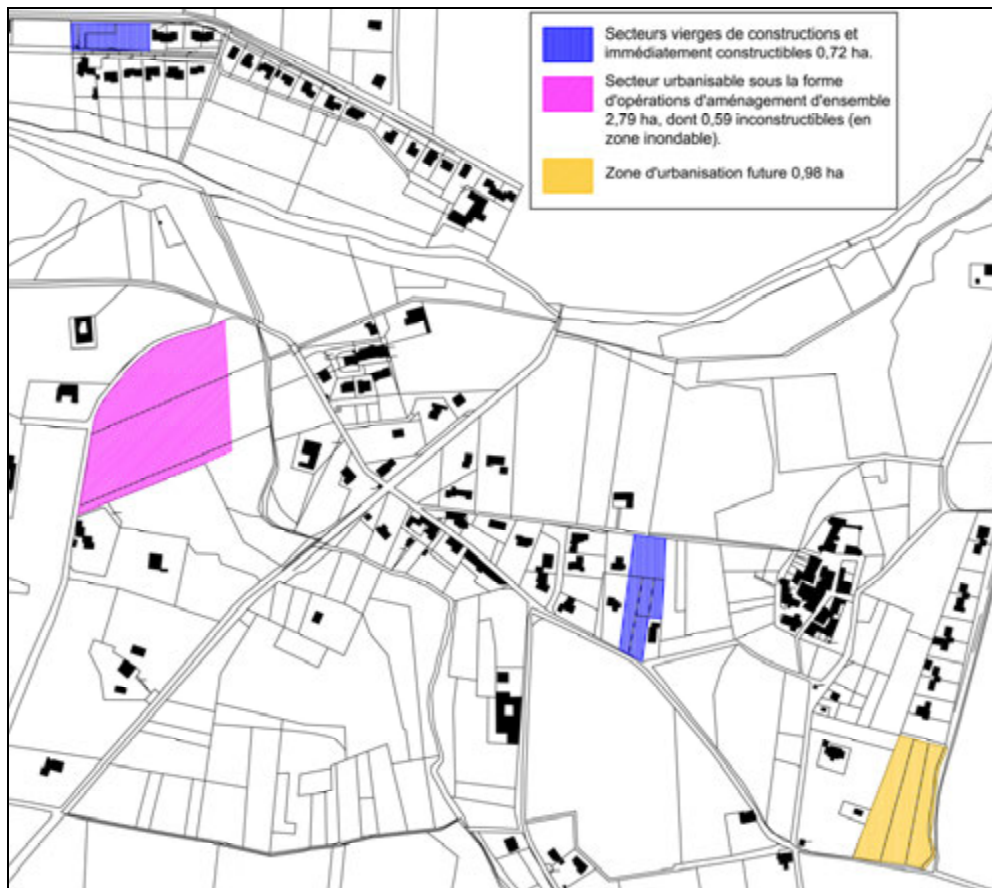 Secteurs vierges de constructions et
immédiatement constructibles 0,72 ha.
Secteur urbanisable sous la forme
d'opérations d'aménagement d'ensemble
2,79 ha, dont 0,59 inconstructibles (en
zone inondable).
Zone d'urbanisation future 0,98 ha